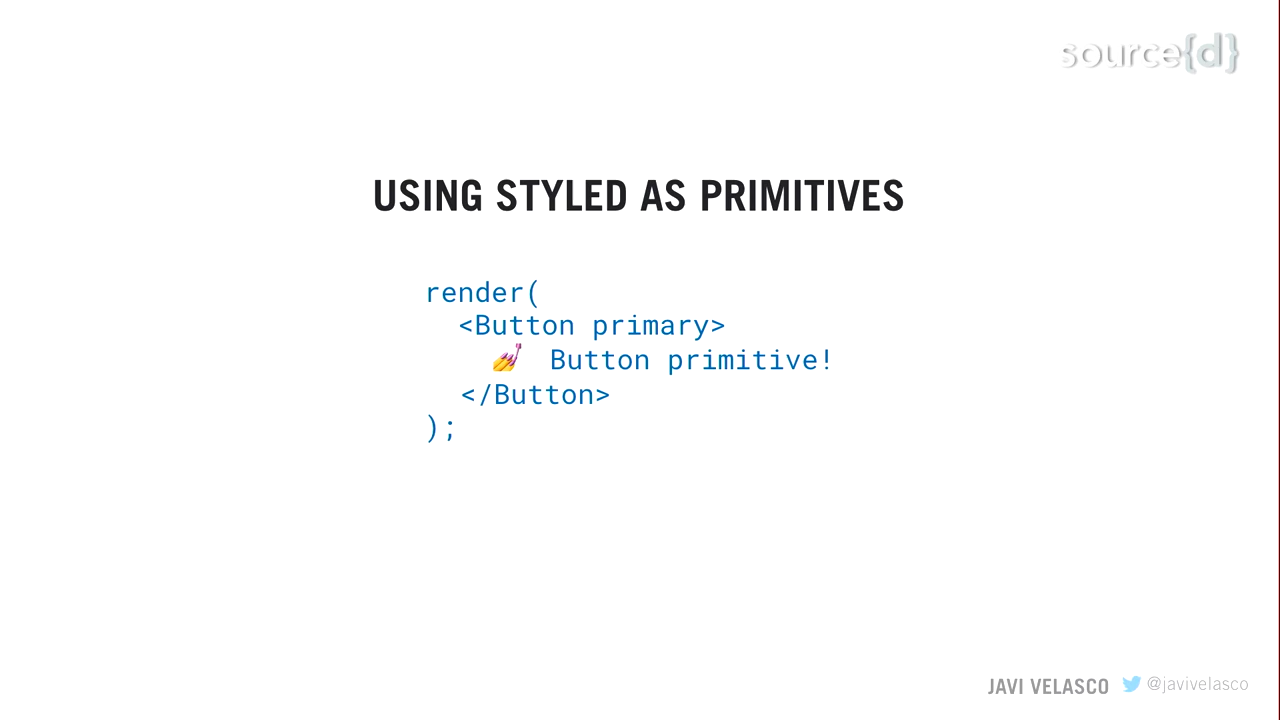 source{d}
USING STYLED AS PRIMITIVES
render(
<Button primary>
💅 Button primitive!
</Button>
);
JAVI VELASCO @javivelasco